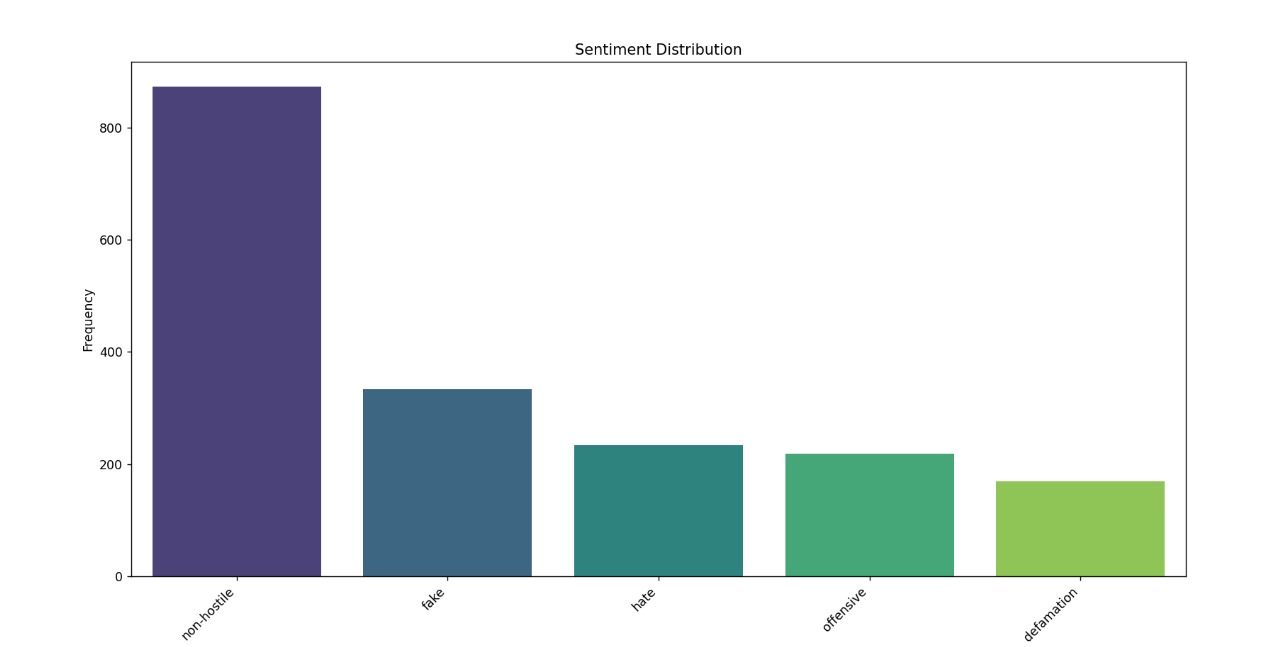 Sentiment Distribution
Frequency
800
600
400
200
0
non-hostile
fake
hate
offensive
defamation